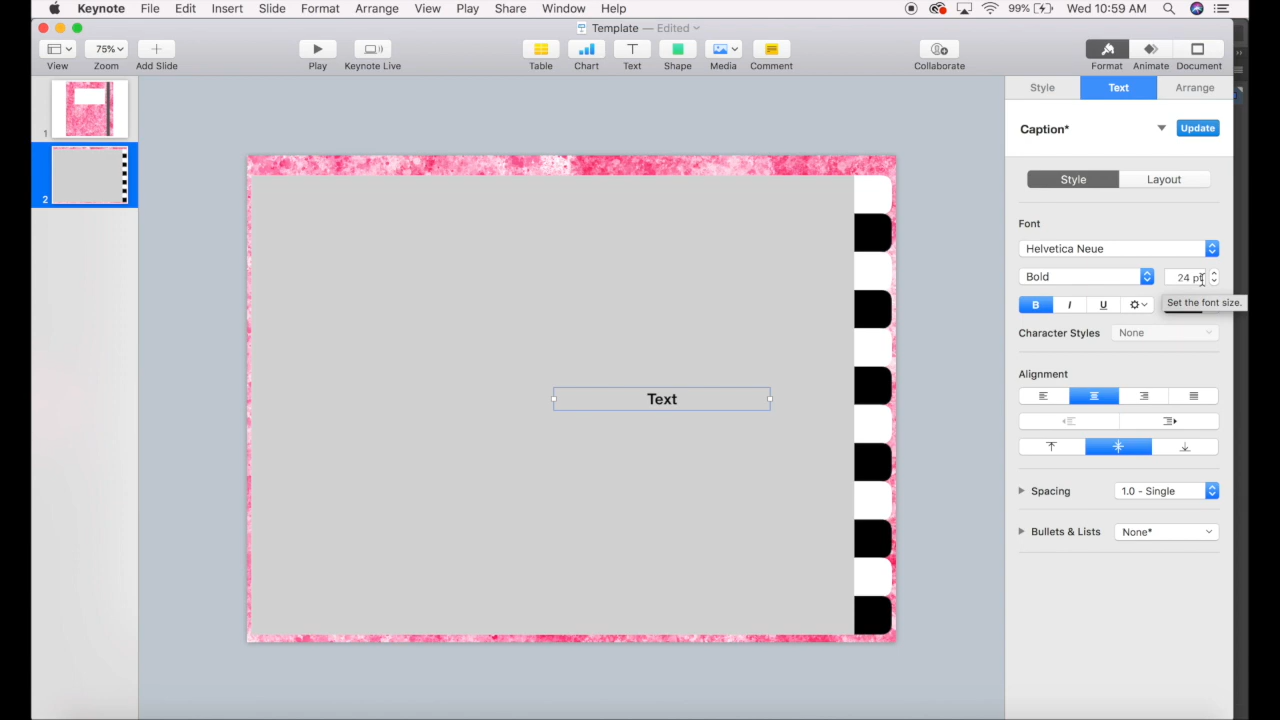 Keynote File Edit Insert Slide Format Arrange View Play Share Window Help 99% Wed 10:59 AM
Template — Edited
75%
View Zoom Add Slide Play Keynote Live Table Chart Text Shape Media Comment Collaborate Format Animate Document
Style Text Arrange
Caption* Update
Style Layout
Font
Helvetica Neue
Bold 24 pt
B I U Set the font size.
Character Styles None
Alignment
Spacing 1.0 - Single
Bullets & Lists None*
1
2
Text